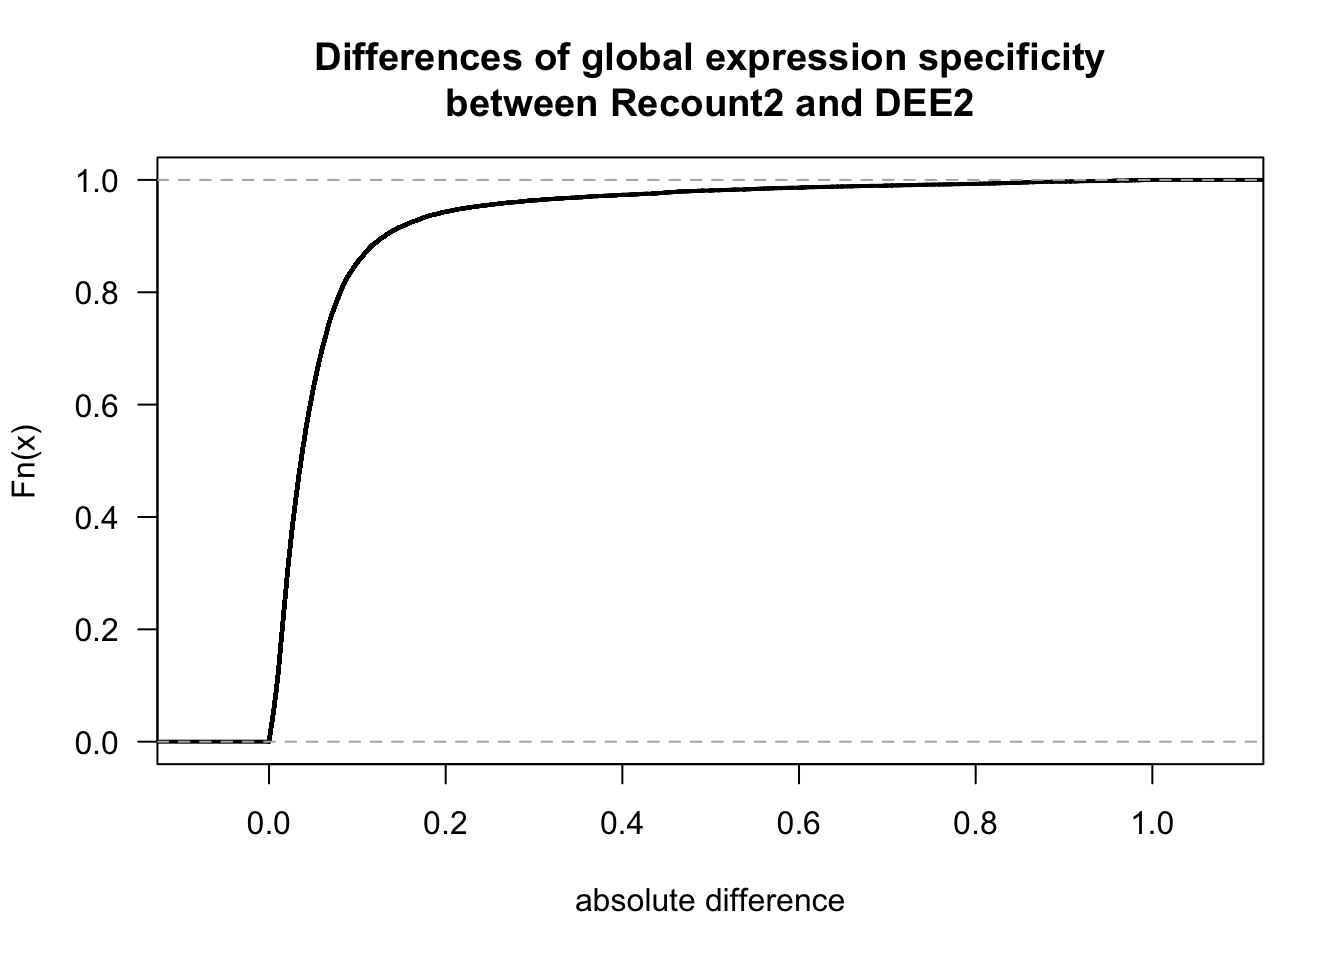 Differences of global expression specificity
between Recount2 and DEE2
1.0
0.8
0.6
0.4
0.2
0.0
Fn(x)
0.0 0.2 0.4 0.6 0.8 1.0
absolute difference